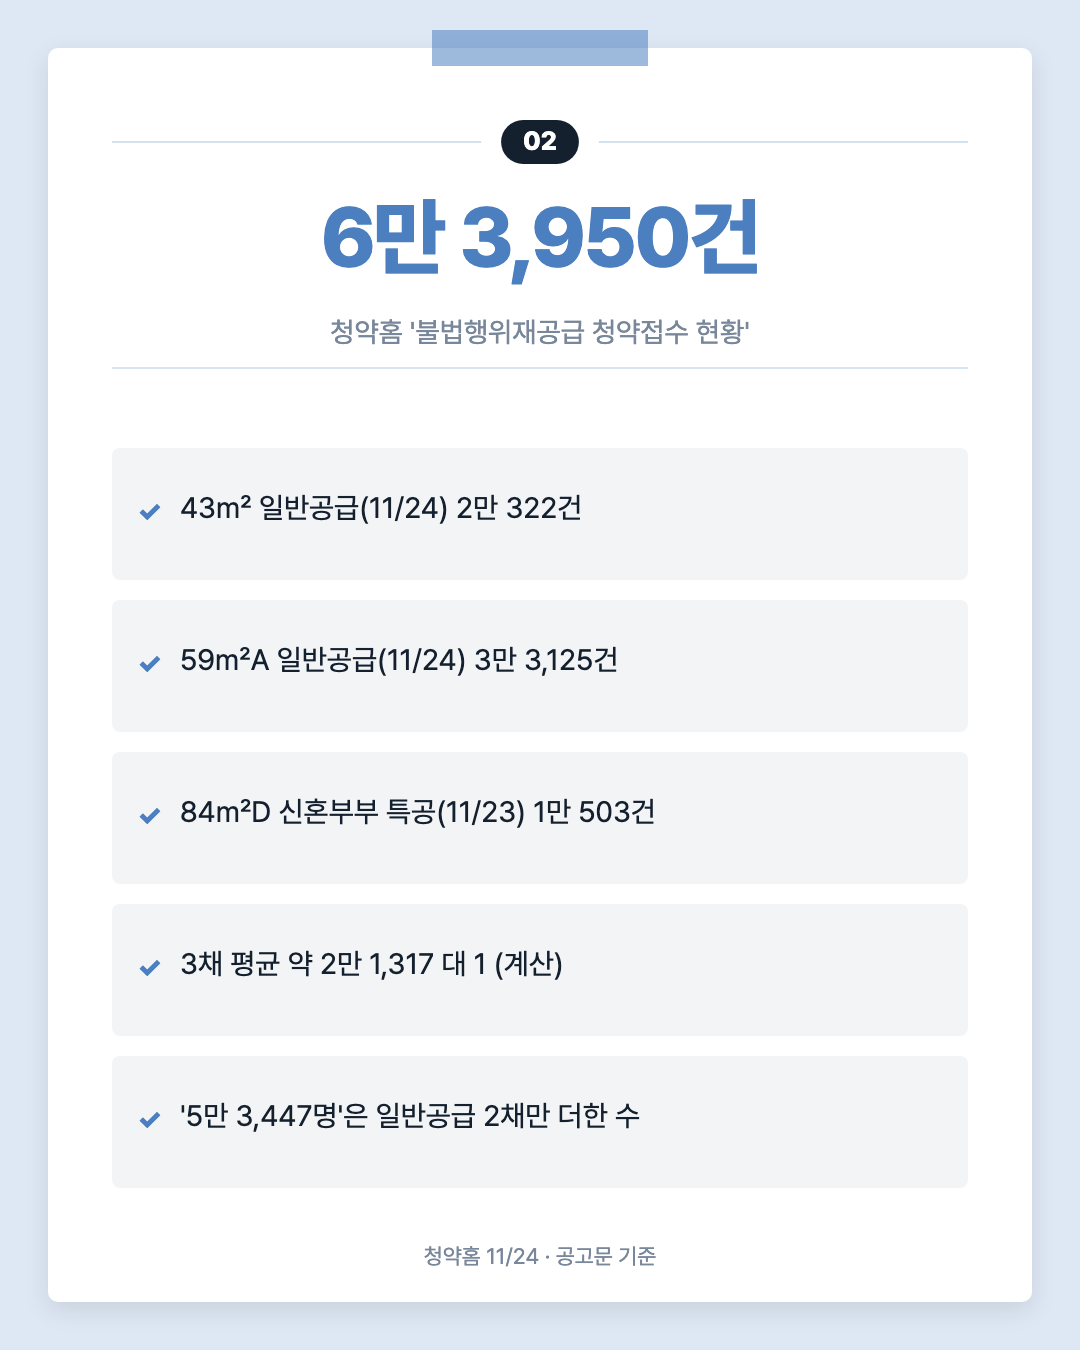 02
6만 3,950건
청약홈 '불법행위재공급 청약접수 현황'
43m² 일반공급(11/24) 2만 322건
59m²A 일반공급(11/24) 3만 3,125건
84m²D 신혼부부 특공(11/23) 1만 503건
3채 평균 약 2만 1,317 대 1 (계산)
'5만 3,447명'은 일반공급 2채만 더한 수
청약홈 11/24 · 공고문 기준